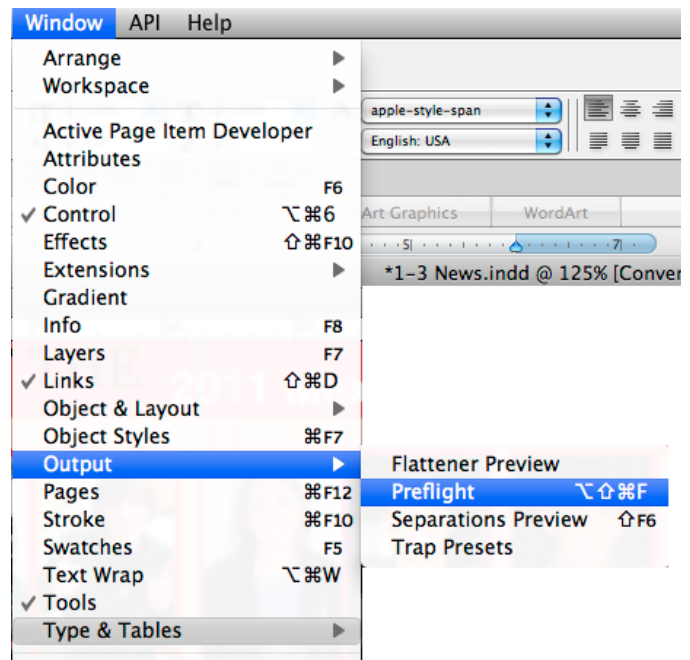 Window API Help
Arrange
Workspace
apple-style-span
Active Page Item Developer
English: USA
Attributes
Color F6
✓ Control ⌥⌘6
Art Graphics WordArt
Effects ⇧⌘F10
5 7
Extensions
*1-3 News.indd @ 125% [Conver
Gradient
Info F8
Layers F7
✓ Links ⇧⌘D
2011
Object & Layout
Object Styles ⌘F7
Output
Flattener Preview
Pages ⌘F12
Preflight ⌥⇧⌘F
Stroke ⌘F10
Separations Preview ⇧F6
Swatches F5
Trap Presets
Text Wrap ⌥⌘W
✓ Tools
Type & Tables